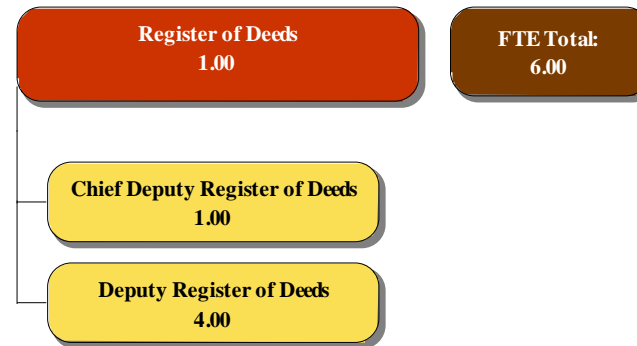 Register of Deeds
1.00
FTE Total:
6.00
Chief Deputy Register of Deeds
1.00
Deputy Register of Deeds
4.00